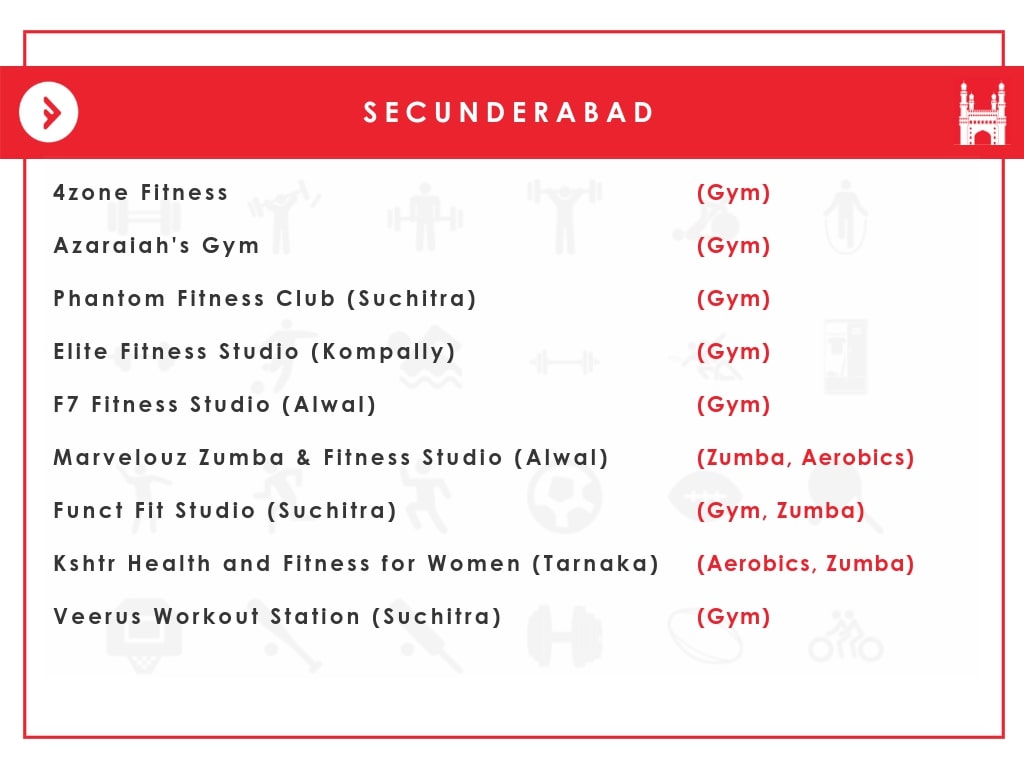 SECUNDERABAD
4zone Fitness (Gym)
Azaraiah's Gym (Gym)
Phantom Fitness Club (Suchitra) (Gym)
Elite Fitness Studio (Kompally) (Gym)
F7 Fitness Studio (Alwal) (Gym)
Marvelouz Zumba & Fitness Studio (Alwal) (Zumba, Aerobics)
Funct Fit Studio (Suchitra) (Gym, Zumba)
Kshtr Health and Fitness for Women (Tarnaka) (Aerobics, Zumba)
Veerus Workout Station (Suchitra) (Gym)